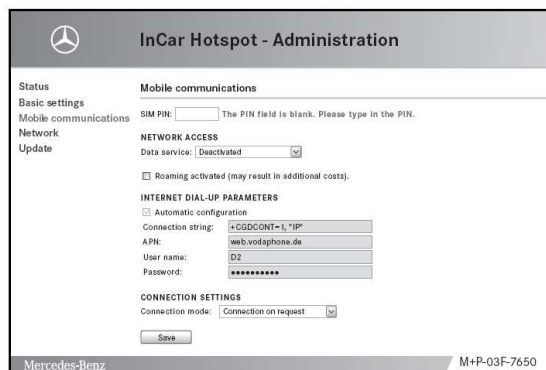 InCar Hotspot - Administration
Status
Basic settings
Mobile communications
Network
Update
Mobile communications
SIM PIN: The PIN field is blank. Please type in the PIN.
NETWORK ACCESS
Data service: Deactivated
Roaming activated (may result in additional costs).
INTERNET DIAL-UP PARAMETERS
Automatic configuration
Connection string: +CGDCONT=1, "IP"
APN: web.vodaphone.de
User name: D2
Password: ●●●●●●●●●●
CONNECTION SETTINGS
Connection mode: Connection on request
Save
Mercedes-Benz
M+P-03F-7650